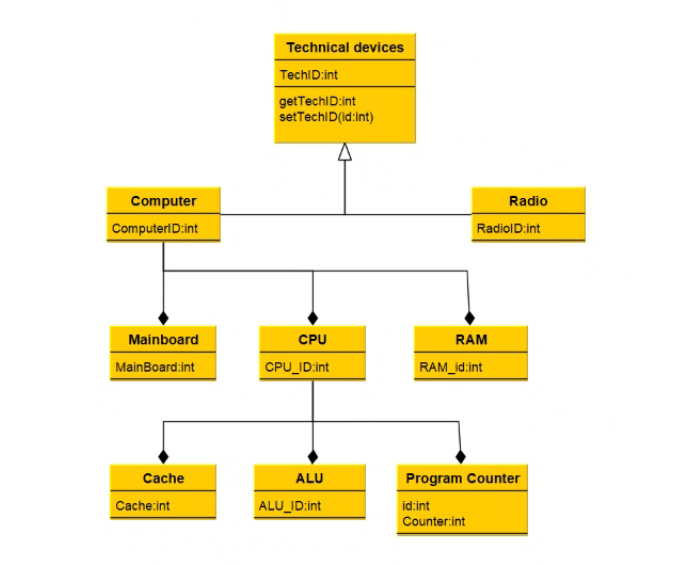 Technical devices
TechID:int
getTechID:int
setTechID(id:int)
Computer
ComputerID:int
Radio
RadioID:int
Mainboard
MainBoard:int
CPU
CPU_ID:int
RAM
RAM_id:int
Cache
Cache:int
ALU
ALU_ID:int
Program Counter
id:int
Counter:int